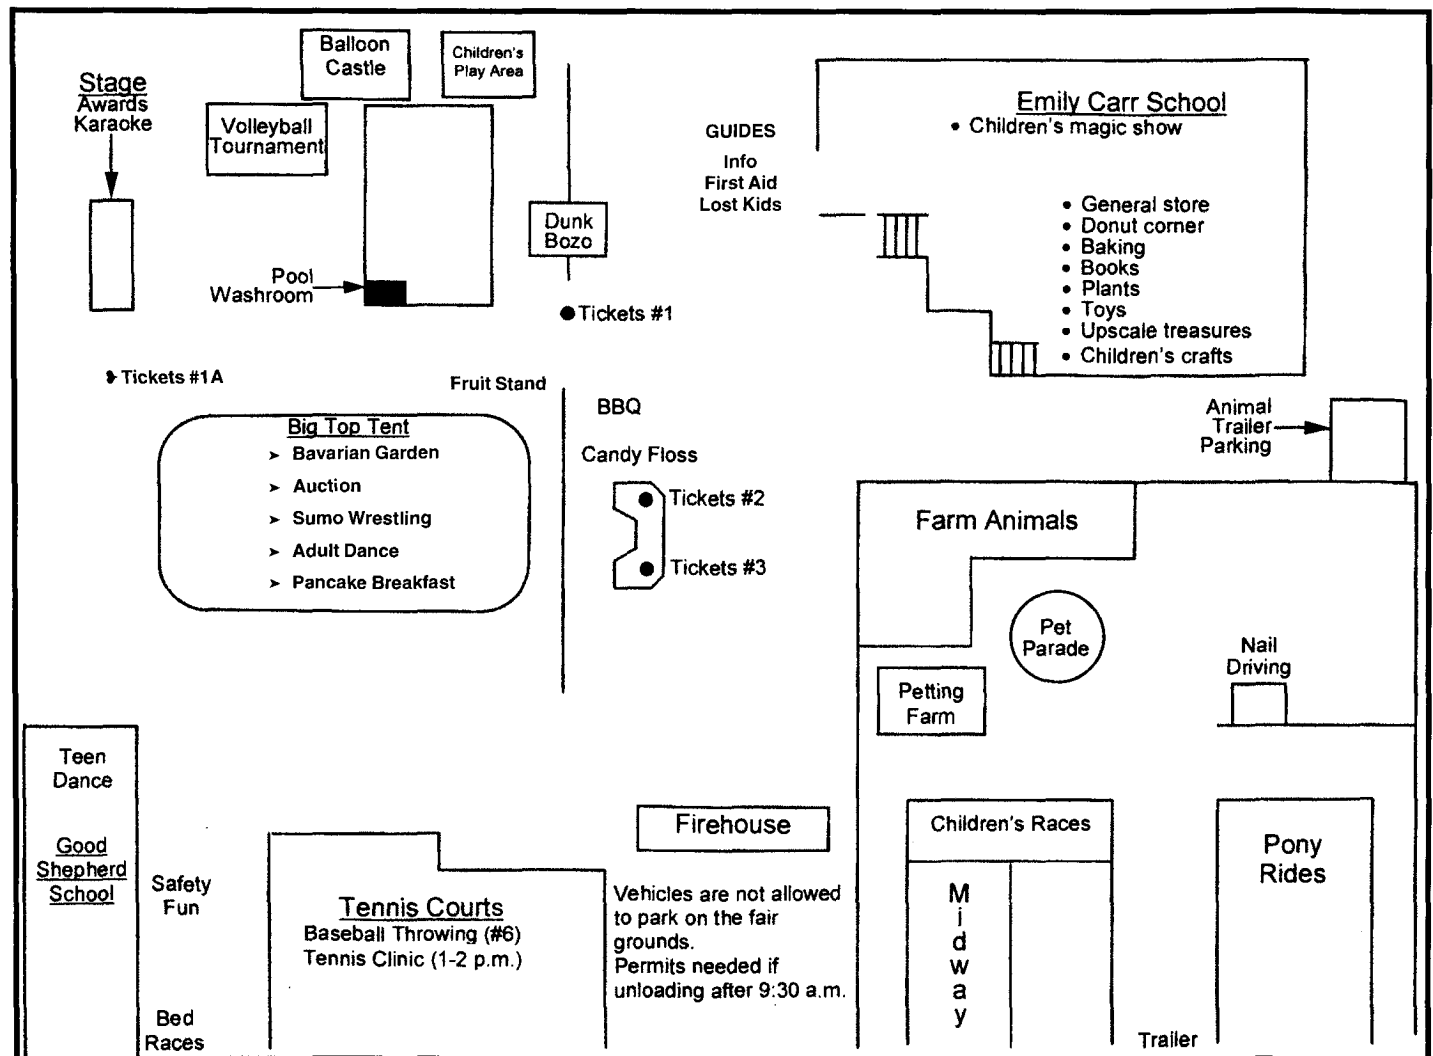 Balloon
Castle
Children's
Play Area
Stage
Awards
Karaoke
Volleyball
Tournament
GUIDES
Info
First Aid
Lost Kids
Emily Carr School
• Children's magic show
• General store
• Donut corner
• Baking
• Books
• Plants
• Toys
• Upscale treasures
• Children's crafts
Dunk
Bozo
Pool
Washroom
Tickets #1
Tickets #1A
Fruit Stand
BBQ
Candy Floss
Big Top Tent
➢ Bavarian Garden
➢ Auction
➢ Sumo Wrestling
➢ Adult Dance
➢ Pancake Breakfast
Tickets #2
Tickets #3
Animal
Trailer
Parking
Farm Animals
Pet
Parade
Nail
Driving
Petting
Farm
Teen
Dance
Good
Shepherd
School
Safety
Fun
Bed
Races
Tennis Courts
Baseball Throwing (#6)
Tennis Clinic (1-2 p.m.)
Firehouse
Vehicles are not allowed
to park on the fair
grounds.
Permits needed if
unloading after 9:30 a.m.
Children's Races
Midway
Pony
Rides
Trailer